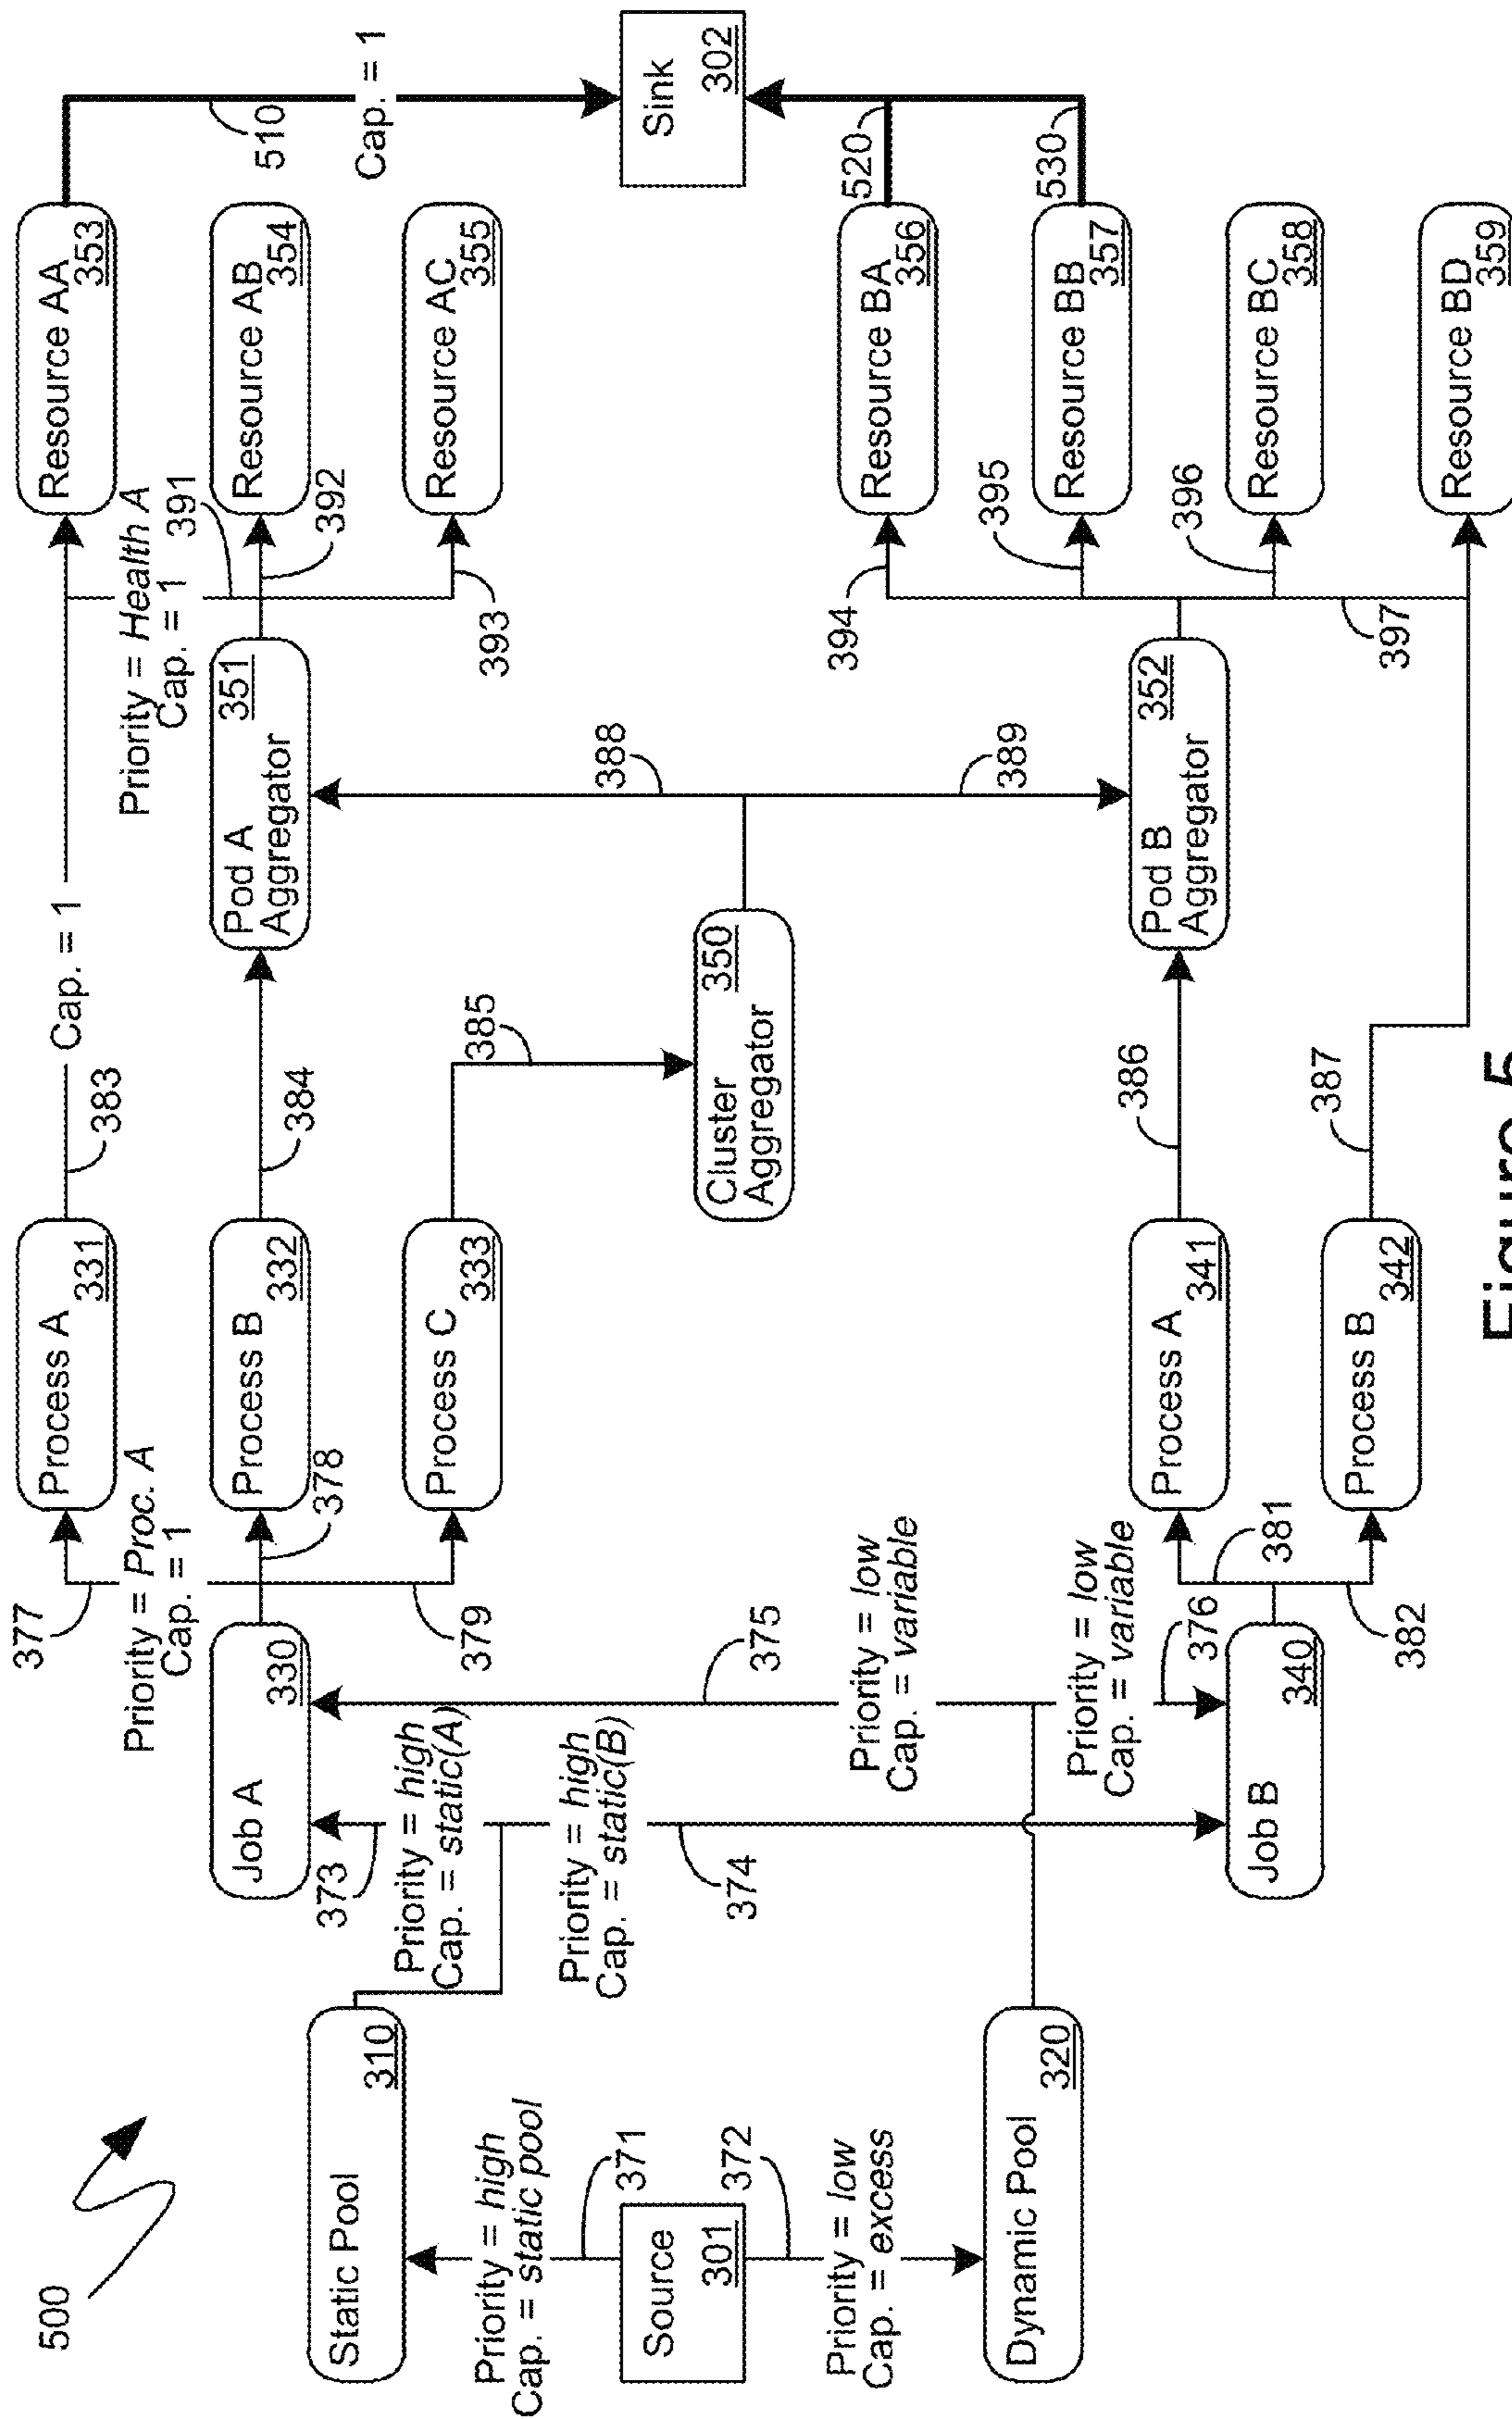 500
Static Pool
310
Priority = high
Cap. = static pool
371
Source
301
372
Priority = low
Cap. = excess
Dynamic Pool
320
Job A
330
373
Priority = high
Cap. = static(A)
Priority = high
Cap. = static(B)
374
375
Priority = low
Cap. = variable
Priority = low
Cap. = variable
376
Job B
340
377
Priority = Proc. A
Cap. = 1
378
379
381
382
Process A
331
Process B
332
Process C
333
Process A
341
Process B
342
383
Cap. = 1
384
385
386
387
Cluster
350
Aggregator
Pod A
351
Aggregator
388
389
Pod B
352
Aggregator
Priority = Health A
Cap. = 1
391
392
393
394
395
396
397
Resource AA
353
Resource AB
354
Resource AC
355
Resource BA
356
Resource BB
357
Resource BC
358
Resource BD
359
510
Cap. = 1
Sink
302
520
530
Figure 5